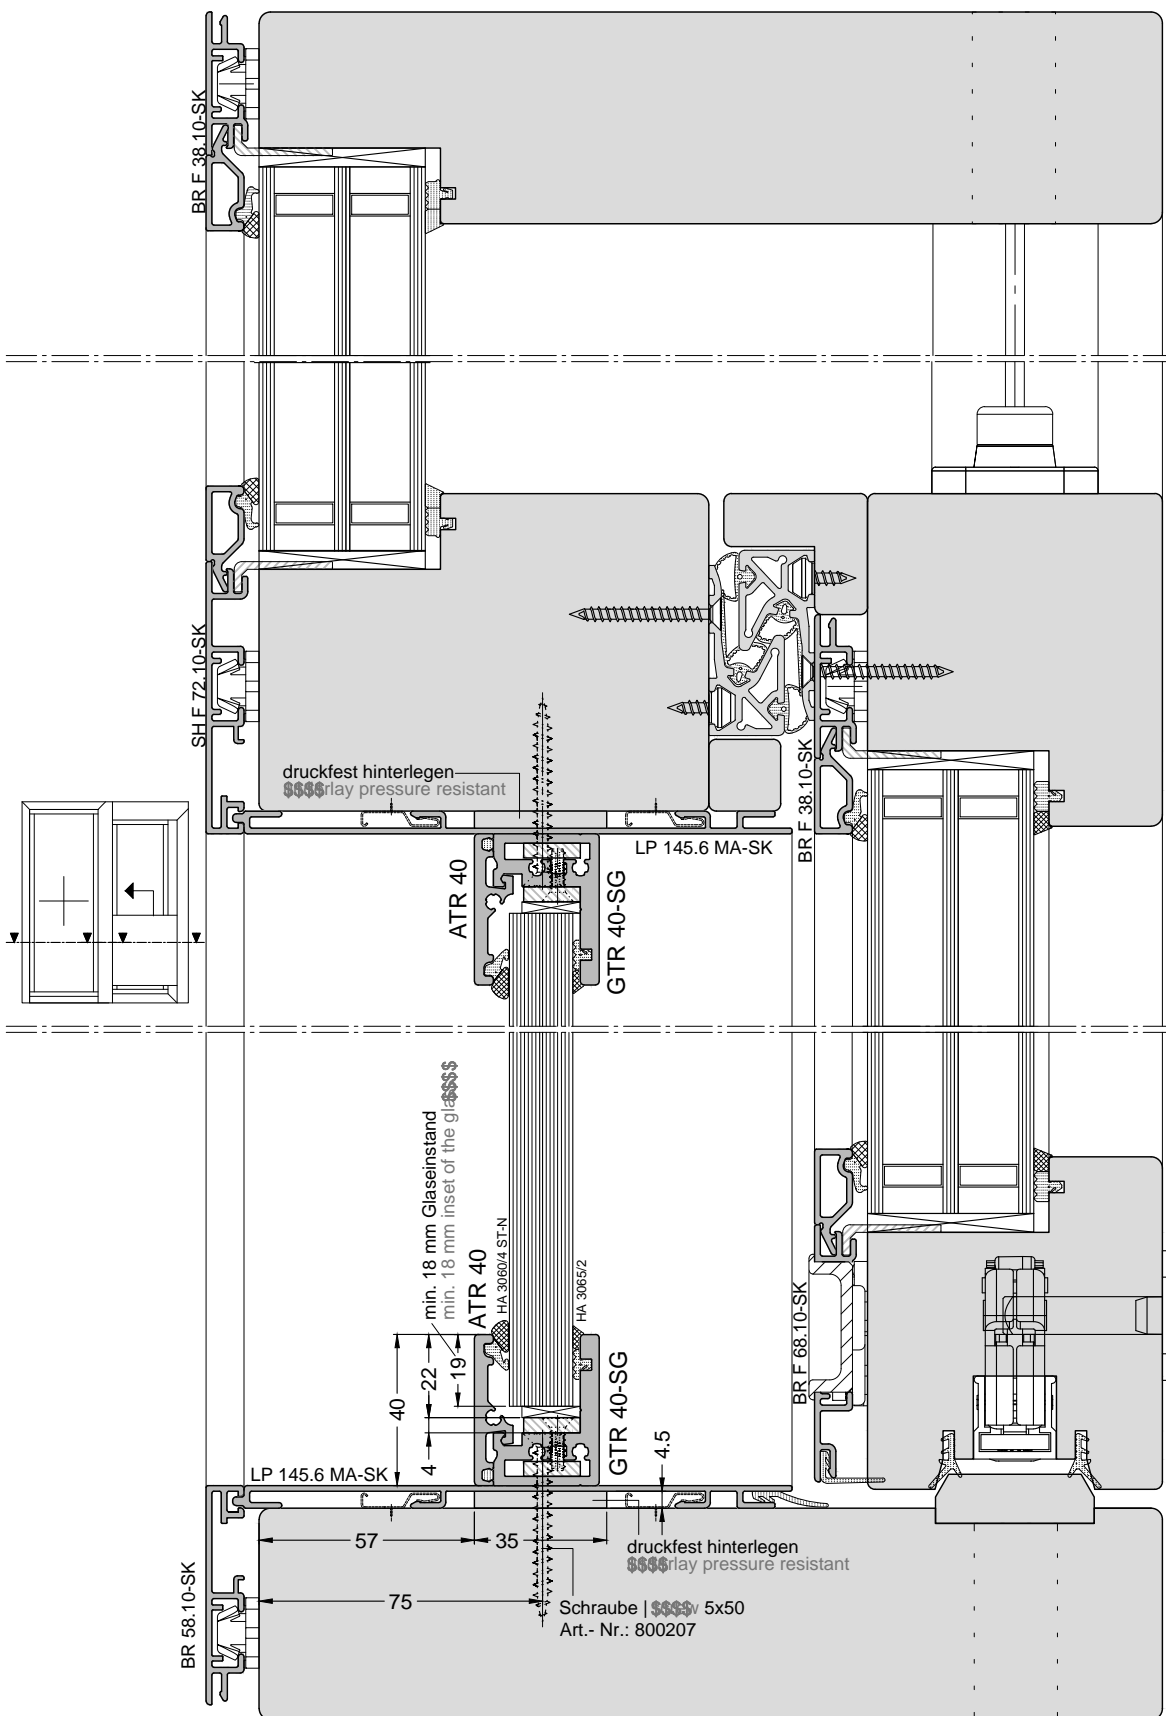 BR F 38.10-SK
SH F 72.10-SK
druckfest hinterlegen
$$$$rlay pressure resistant
LP 145.6 MA-SK
BR F 38.10-SK
ATR 40
GTR 40-SG
min. 18 mm Glaseinstand
min. 18 mm inset of the gla$$$$
ATR 40
HA 3060/4 ST-N
HA 3065/2
BR F 68.10-SK
40
22
19
4
GTR 40-SG
4.5
LP 145.6 MA-SK
57
35
druckfest hinterlegen
$$$$rlay pressure resistant
75
Schraube | $$$$w 5x50
Art.- Nr.: 800207
BR 58.10-SK